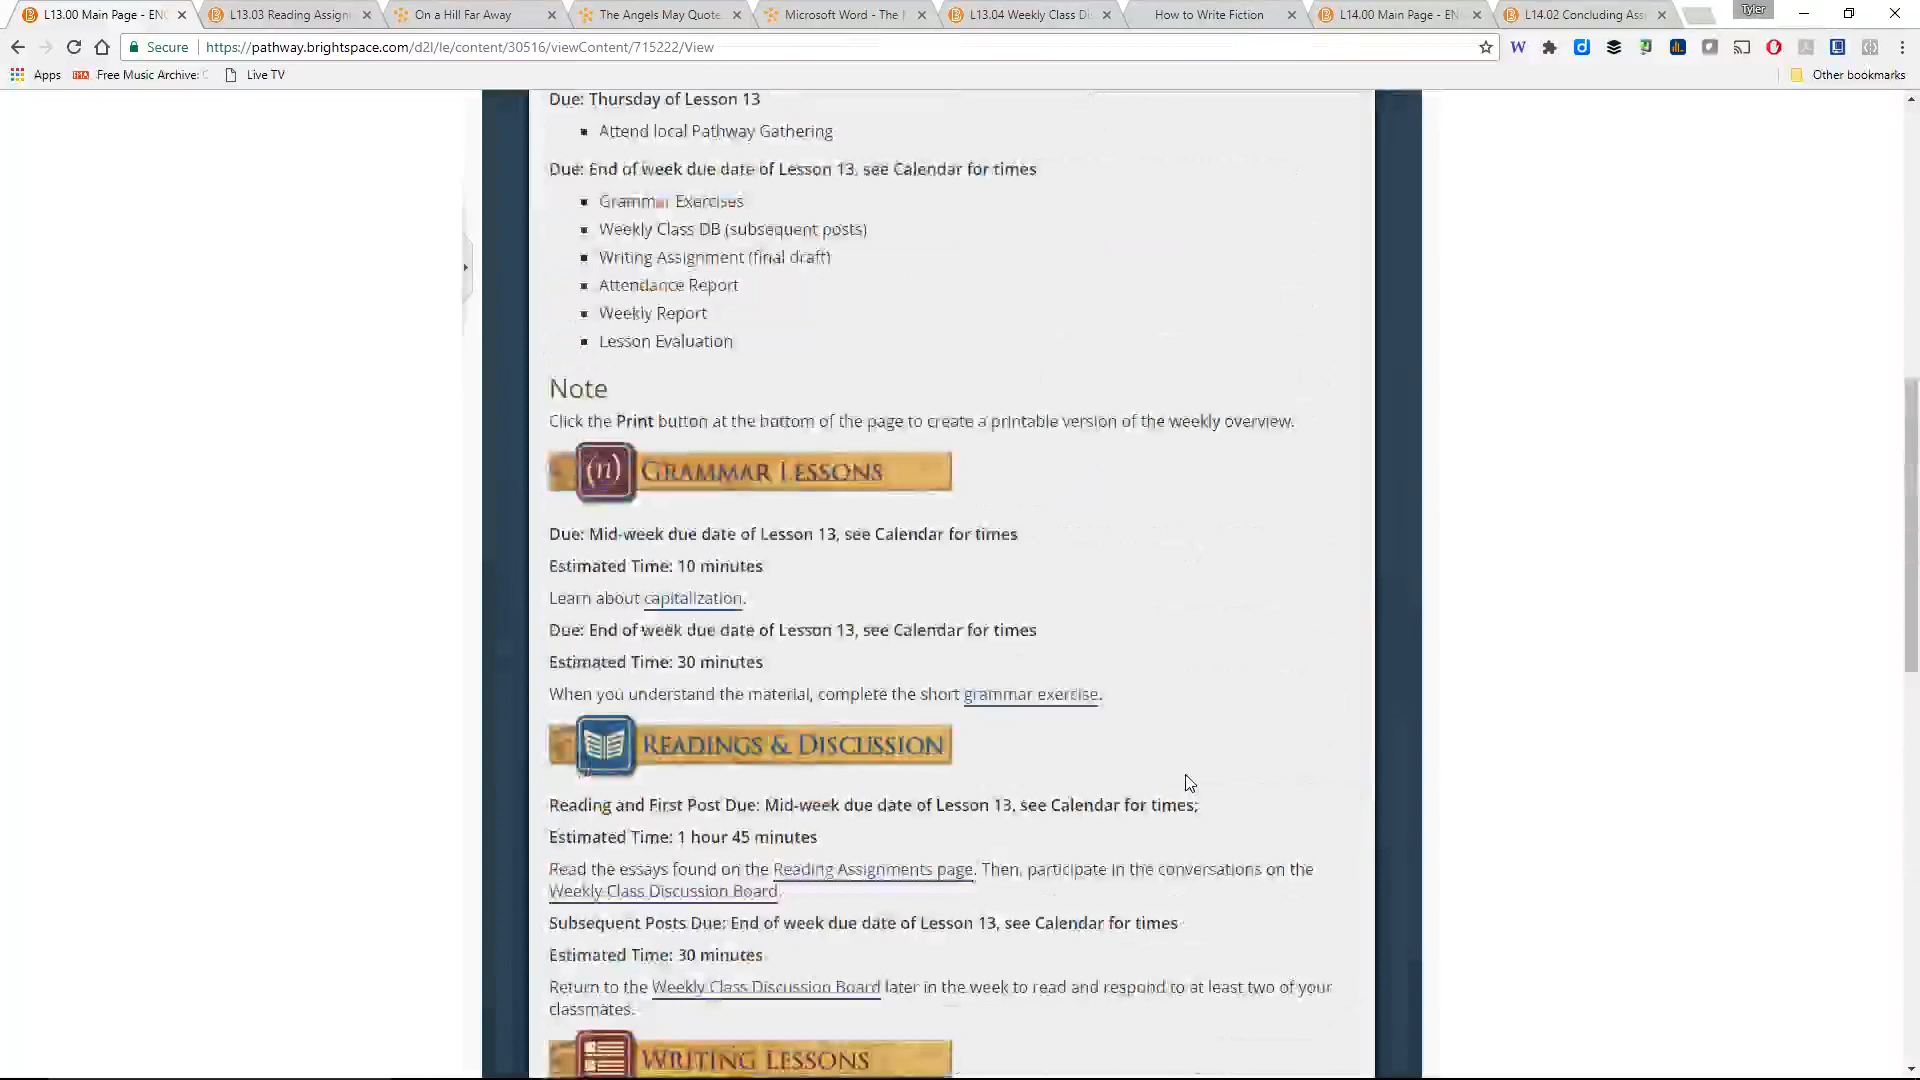 L13.00 Main Page - EN
L13.03 Reading Assign
On a Hill Far Away
The Angels May Quote
Microsoft Word - The
L13.04 Weekly Class Di
How to Write Fiction
L14.00 Main Page - EN
L14.02 Concluding Ass
Tyler
Secure
https://pathway.brightspace.com/d2l/le/content/30516/viewContent/715222/View
Apps
Free Music Archive:
Live TV
Other bookmarks
Due: Thursday of Lesson 13
Attend local Pathway Gathering
Due: End of week due date of Lesson 13, see Calendar for times
Grammar Exercises
Weekly Class DB (subsequent posts)
Writing Assignment (final draft)
Attendance Report
Weekly Report
Lesson Evaluation
Note
Click the Print button at the bottom of the page to create a printable version of the weekly overview.
(n) GRAMMAR LESSONS
Due: Mid-week due date of Lesson 13, see Calendar for times
Estimated Time: 10 minutes
Learn about capitalization.
Due: End of week due date of Lesson 13, see Calendar for times
Estimated Time: 30 minutes
When you understand the material, complete the short grammar exercise.
READINGS & DISCUSSION
Reading and First Post Due: Mid-week due date of Lesson 13, see Calendar for times;
Estimated Time: 1 hour 45 minutes
Read the essays found on the Reading Assignments page. Then, participate in the conversations on the
Weekly Class Discussion Board.
Subsequent Posts Due: End of week due date of Lesson 13, see Calendar for times
Estimated Time: 30 minutes
Return to the Weekly Class Discussion Board later in the week to read and respond to at least two of your
classmates.
WRITING LESSONS